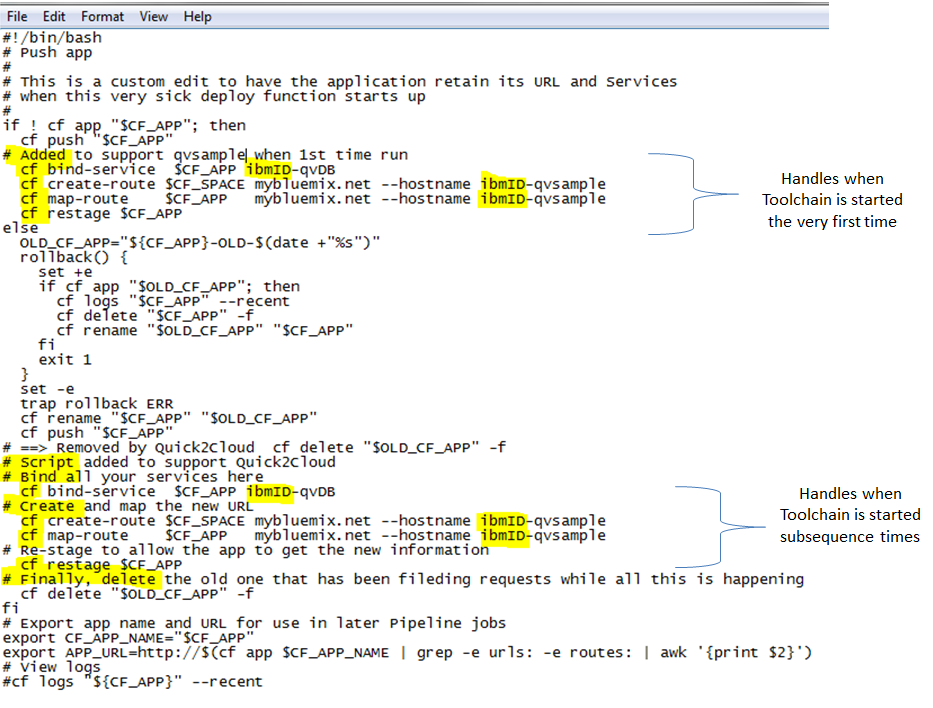 File Edit Format View Help
#!/bin/bash
# Push app
#
# This is a custom edit to have the application retain its URL and Services
# when this very sick deploy function starts up
#
if ! cf app "$CF_APP"; then
  cf push "$CF_APP"
# Added to support qvsample when 1st time run
  cf bind-service  $CF_APP ibmID-qvDB
  cf create-route $CF_SPACE mybluemix.net --hostname ibmID-qvsample
  cf map-route    $CF_APP   mybluemix.net --hostname ibmID-qvsample
  cf restage $CF_APP
else
  OLD_CF_APP="${CF_APP}-OLD-$(date +"%s")"
  rollback() {
    set +e
    if cf app "$OLD_CF_APP"; then
      cf logs "$CF_APP" --recent
      cf delete "$CF_APP" -f
      cf rename "$OLD_CF_APP" "$CF_APP"
    fi
    exit 1
  }
  set -e
  trap rollback ERR
  cf rename "$CF_APP" "$OLD_CF_APP"
  cf push "$CF_APP"
# ==> Removed by Quick2Cloud  cf delete "$OLD_CF_APP" -f
# Script added to support Quick2Cloud
# Bind all your services here
  cf bind-service  $CF_APP ibmID-qvDB
# Create and map the new URL
  cf create-route $CF_SPACE mybluemix.net --hostname ibmID-qvsample
  cf map-route    $CF_APP   mybluemix.net --hostname ibmID-qvsample
# Re-stage to allow the app to get the new information
  cf restage $CF_APP
# Finally, delete the old one that has been fileding requests while all this is happening
  cf delete "$OLD_CF_APP" -f
fi
# Export app name and URL for use in later Pipeline jobs
export CF_APP_NAME="$CF_APP"
export APP_URL=http://$(cf app $CF_APP_NAME | grep -e urls: -e routes: | awk '{print $2}')
# View logs
#cf logs "${CF_APP}" --recent
Handles when
Toolchain is started
the very first time
Handles when
Toolchain is started
subsequence times